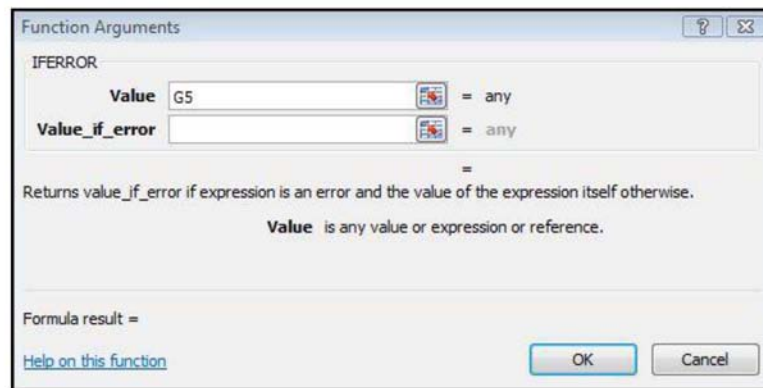 Function Arguments
IFERROR
Value G5 = any
Value_if_error = any
=
Returns value_if_error if expression is an error and the value of the expression itself otherwise.
Value is any value or expression or reference.
Formula result =
Help on this function OK Cancel